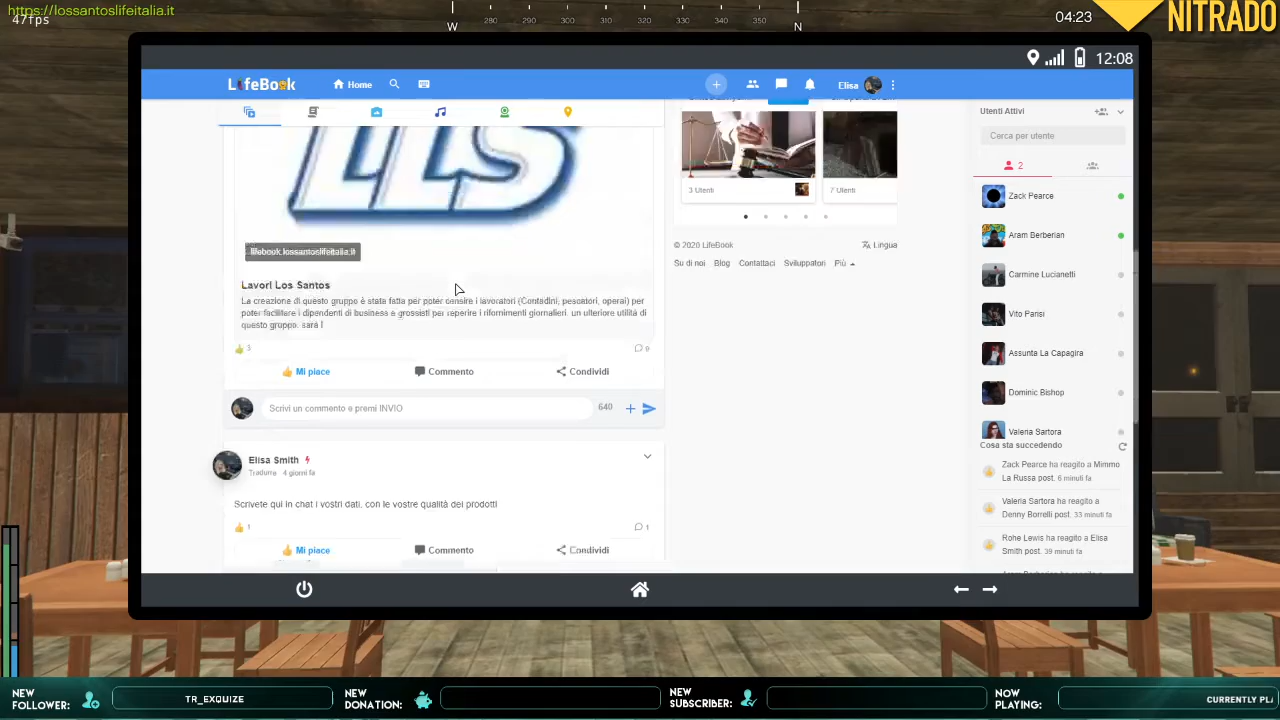 https://lossantoslifeitalia.it
47fps
W 280 290 300 310 320 330 340 350 N
04:23
NITRADO
12:08
LifeBook
Home
Elisa
LLS
lifebook.lossantoslifeitalia.it
Lavori Los Santos
La creazione di questo gruppo è stata fatta per poter censire i lavoratori (Contadini, pescatori, operai) per
poter facilitare i dipendenti di business e grossisti per reperire i rifornimenti giornalieri. un ulteriore utilità di
questo gruppo. sarà l
3
0
Mi piace
Commento
Condividi
Scrivi un commento e premi INVIO
640
Elisa Smith
Tradurre 4 giorni fa
Scrivete qui in chat i vostri dati, con le vostre qualità dei prodotti
1
1
Mi piace
Commento
Condividi
3 Utenti
7 Utenti
© 2020 LifeBook
Lingua
Su di noi Blog Contattaci Sviluppatori Più
Utenti Attivi
Cerca per utente
2
Zack Pearce
Aram Berberian
Carmine Lucianetti
Vito Parisi
Assunta La Capagira
Dominic Bishop
Valeria Sartora
Cosa sta succedendo
Zack Pearce ha reagito a Mimmo
La Russa post. 6 minuti fa
Valeria Sartora ha reagito a
Denny Borrelli post. 33 minuti fa
Rohe Lewis ha reagito a Elisa
Smith post. 39 minuti fa
NEW
FOLLOWER:
TR_EXQUIZE
NEW
DONATION:
NEW
SUBSCRIBER:
NOW
PLAYING:
CURRENTLY PL